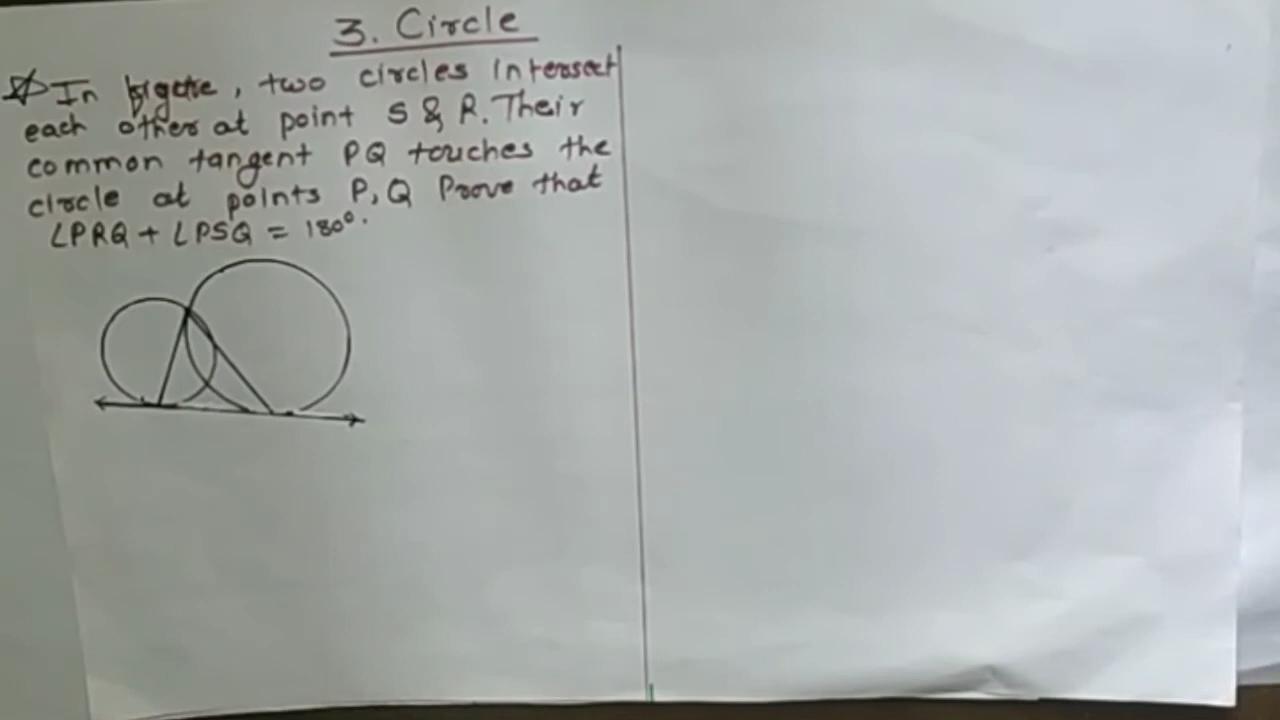 3. Circle
In figure, two circles Intersect
each other at point S & R. Their
common tangent PQ touches the
circle at points P, Q Prove that
∠PRQ + ∠PSQ = 180°.